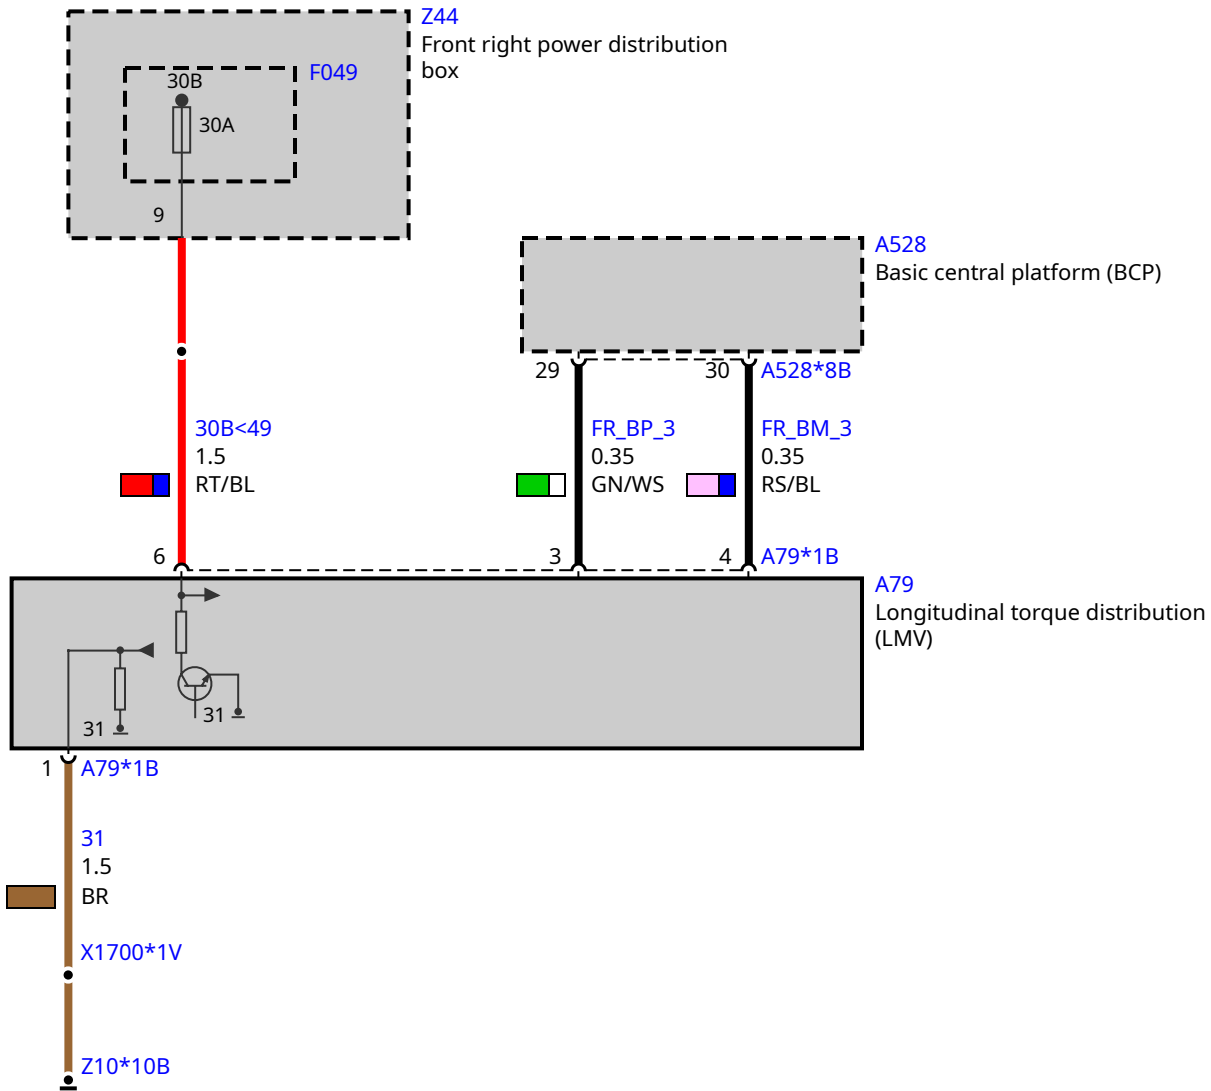 Z44
Front right power distribution
box
F049
30B
30A
9
A528
Basic central platform (BCP)
29
30
A528*8B
30B<49
1.5
RT/BL
FR_BP_3
0.35
GN/WS
FR_BM_3
0.35
RS/BL
6
3
4
A79*1B
A79
Longitudinal torque distribution
(LMV)
31
31
1
A79*1B
31
1.5
BR
X1700*1V
Z10*10B